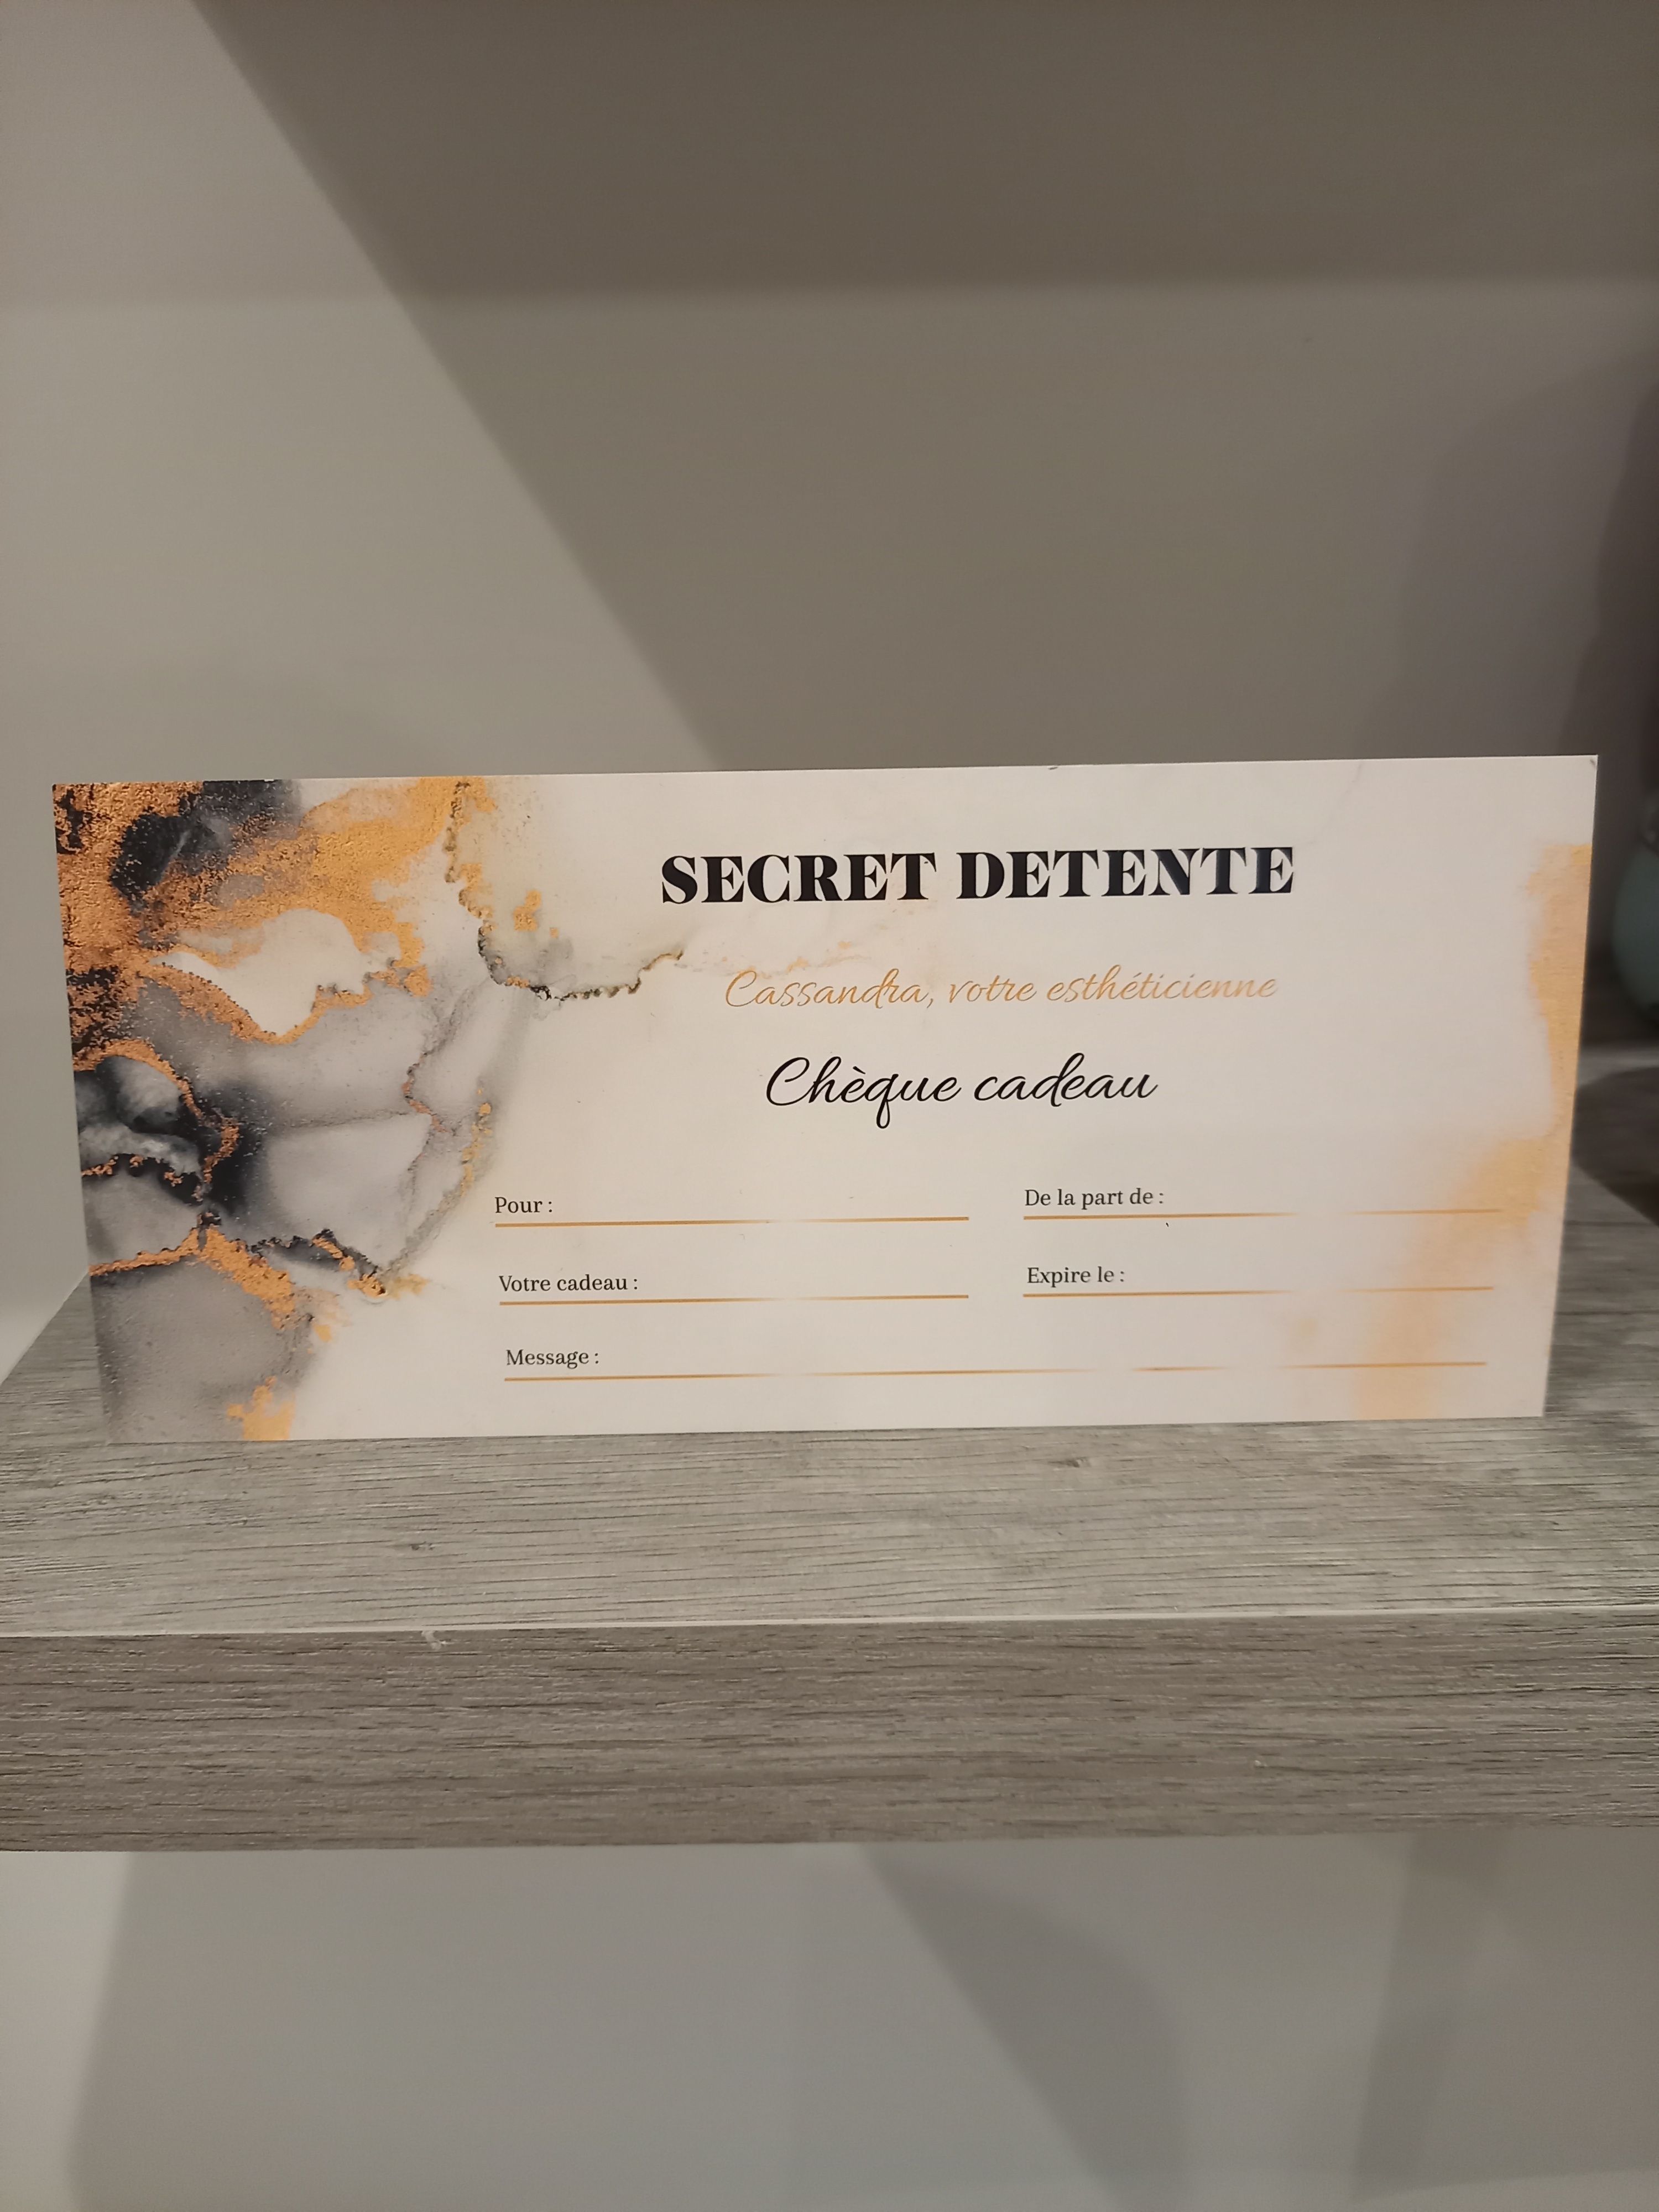 SECRET DETENTE
Cassandra, votre esthéticienne
Chèque cadeau
Pour :
De la part de :
Votre cadeau :
Expire le :
Message :